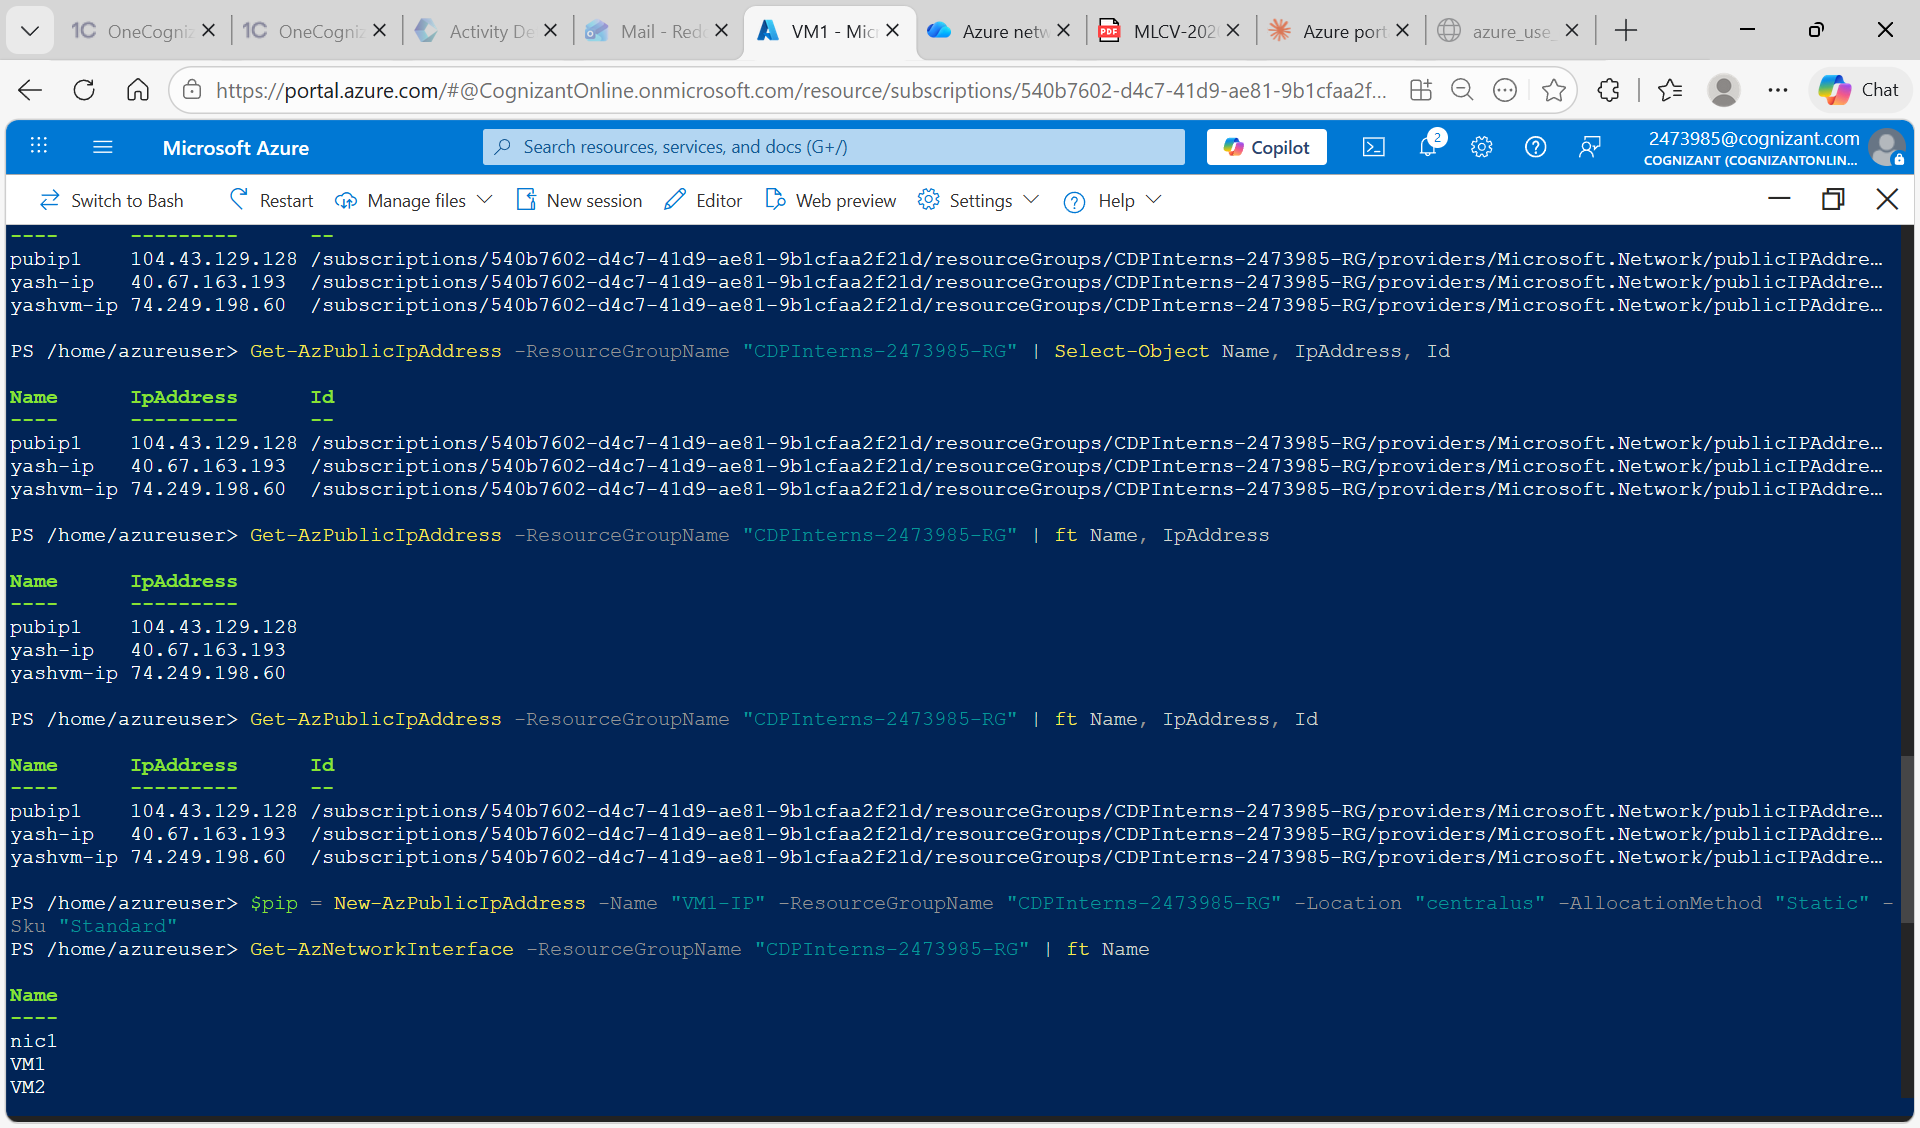 OneCogniz
OneCogniz
Activity De
Mail - Redc
VM1 - Mic
Azure netw
MLCV-202
Azure port
azure_use_
https://portal.azure.com/#@CognizantOnline.onmicrosoft.com/resource/subscriptions/540b7602-d4c7-41d9-ae81-9b1cfaa2f...
Chat
Microsoft Azure
Search resources, services, and docs (G+/)
Copilot
2
2473985@cognizant.com
COGNIZANT (COGNIZANTONLIN...
Switch to Bash
Restart
Manage files
New session
Editor
Web preview
Settings
Help
---- --------- --
pubip1 104.43.129.128 /subscriptions/540b7602-d4c7-41d9-ae81-9b1cfaa2f21d/resourceGroups/CDPInterns-2473985-RG/providers/Microsoft.Network/publicIPAddre…
yash-ip 40.67.163.193 /subscriptions/540b7602-d4c7-41d9-ae81-9b1cfaa2f21d/resourceGroups/CDPInterns-2473985-RG/providers/Microsoft.Network/publicIPAddre…
yashvm-ip 74.249.198.60 /subscriptions/540b7602-d4c7-41d9-ae81-9b1cfaa2f21d/resourceGroups/CDPInterns-2473985-RG/providers/Microsoft.Network/publicIPAddre…
PS /home/azureuser> Get-AzPublicIpAddress -ResourceGroupName "CDPInterns-2473985-RG" | Select-Object Name, IpAddress, Id
Name IpAddress Id
---- --------- --
pubip1 104.43.129.128 /subscriptions/540b7602-d4c7-41d9-ae81-9b1cfaa2f21d/resourceGroups/CDPInterns-2473985-RG/providers/Microsoft.Network/publicIPAddre…
yash-ip 40.67.163.193 /subscriptions/540b7602-d4c7-41d9-ae81-9b1cfaa2f21d/resourceGroups/CDPInterns-2473985-RG/providers/Microsoft.Network/publicIPAddre…
yashvm-ip 74.249.198.60 /subscriptions/540b7602-d4c7-41d9-ae81-9b1cfaa2f21d/resourceGroups/CDPInterns-2473985-RG/providers/Microsoft.Network/publicIPAddre…
PS /home/azureuser> Get-AzPublicIpAddress -ResourceGroupName "CDPInterns-2473985-RG" | ft Name, IpAddress
Name IpAddress
---- ---------
pubip1 104.43.129.128
yash-ip 40.67.163.193
yashvm-ip 74.249.198.60
PS /home/azureuser> Get-AzPublicIpAddress -ResourceGroupName "CDPInterns-2473985-RG" | ft Name, IpAddress, Id
Name IpAddress Id
---- --------- --
pubip1 104.43.129.128 /subscriptions/540b7602-d4c7-41d9-ae81-9b1cfaa2f21d/resourceGroups/CDPInterns-2473985-RG/providers/Microsoft.Network/publicIPAddre…
yash-ip 40.67.163.193 /subscriptions/540b7602-d4c7-41d9-ae81-9b1cfaa2f21d/resourceGroups/CDPInterns-2473985-RG/providers/Microsoft.Network/publicIPAddre…
yashvm-ip 74.249.198.60 /subscriptions/540b7602-d4c7-41d9-ae81-9b1cfaa2f21d/resourceGroups/CDPInterns-2473985-RG/providers/Microsoft.Network/publicIPAddre…
PS /home/azureuser> $pip = New-AzPublicIpAddress -Name "VM1-IP" -ResourceGroupName "CDPInterns-2473985-RG" -Location "centralus" -AllocationMethod "Static" -
Sku "Standard"
PS /home/azureuser> Get-AzNetworkInterface -ResourceGroupName "CDPInterns-2473985-RG" | ft Name
Name
----
nic1
VM1
VM2